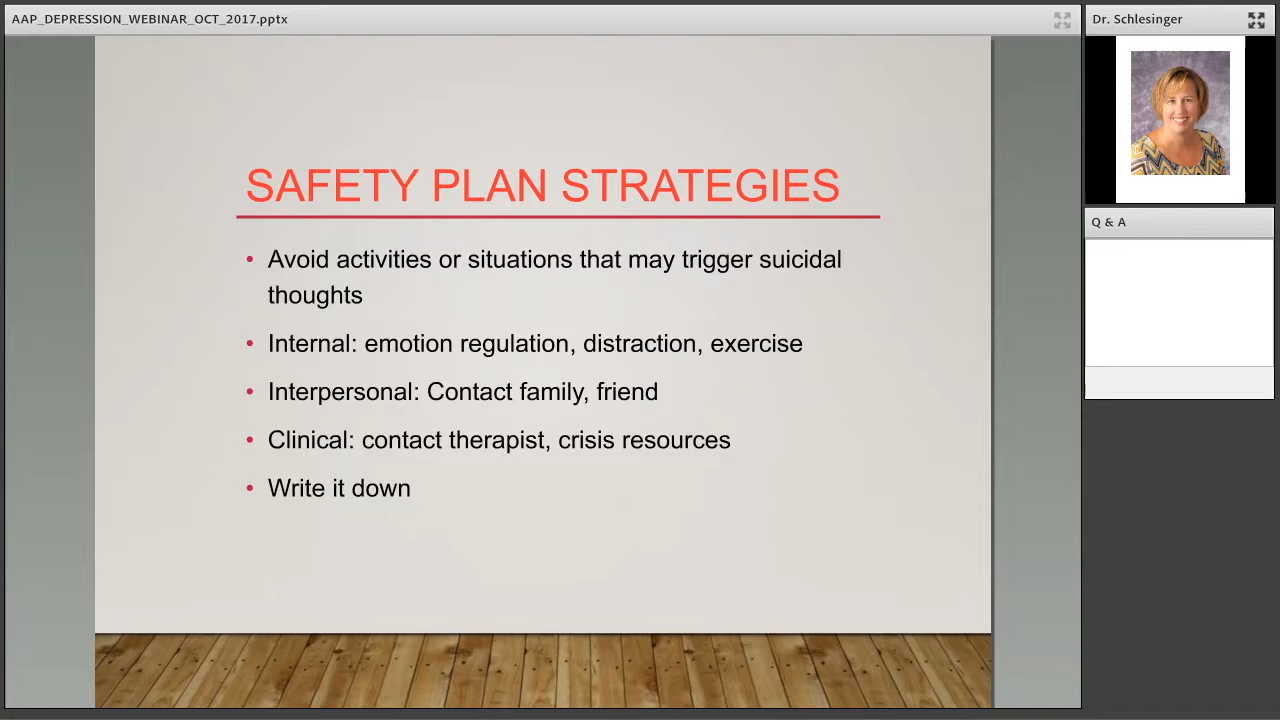 AAP_DEPRESSION_WEBINAR_OCT_2017.pptx
Dr. Schlesinger
SAFETY PLAN STRATEGIES
• Avoid activities or situations that may trigger suicidal
thoughts
• Internal: emotion regulation, distraction, exercise
• Interpersonal: Contact family, friend
• Clinical: contact therapist, crisis resources
• Write it down
Q & A